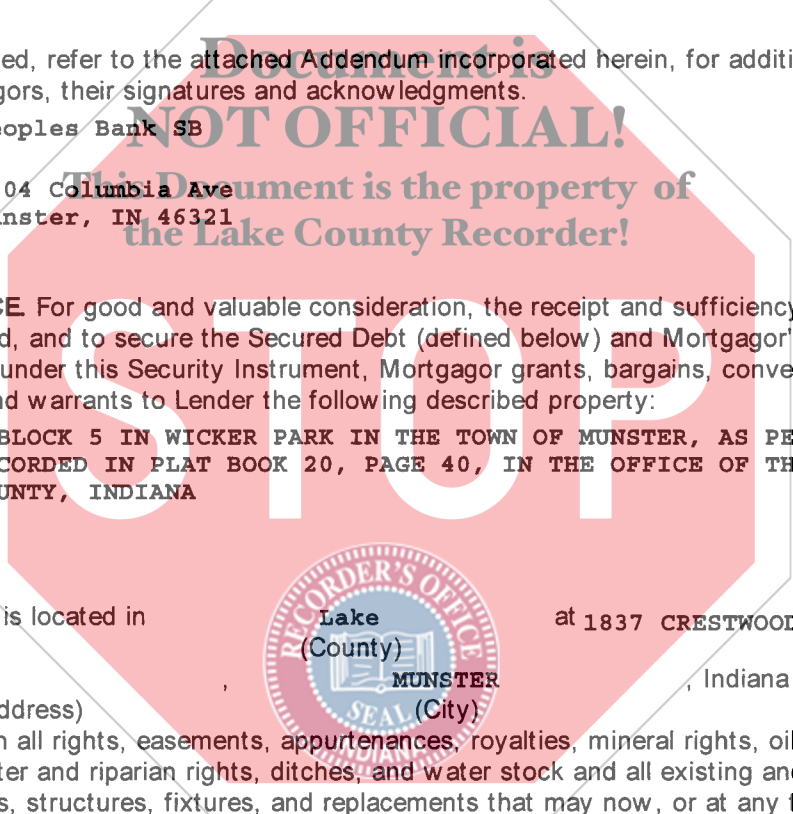 Document is
ed, refer to the attached Addendum incorporated herein, for additi
gors, their signatures and acknowledgments.
NOT OFFICIAL!
oples Bank SB
This Document is the property of
04 Columbia Ave
nster, IN 46321
the Lake County Recorder!
CE. For good and valuable consideration, the receipt and sufficiency
d, and to secure the Secured Debt (defined below) and Mortgagor'
under this Security Instrument, Mortgagor grants, bargains, conve
nd warrants to Lender the following described property:
STOP
BLOCK 5 IN WICKER PARK IN THE TOWN OF MUNSTER, AS PE
CORDED IN PLAT BOOK 20, PAGE 40, IN THE OFFICE OF TH
UNTY, INDIANA
RECORDER'S OFFICE
is located in Lake at 1837 CRESTWOOD
(County)
, MUNSTER , Indiana
ddress) (City)
SEAL
INDIANA
h all rights, easements, appurtenances, royalties, mineral rights, oil
ter and riparian rights, ditches, and water stock and all existing and
s, structures, fixtures, and replacements that may now, or at any f